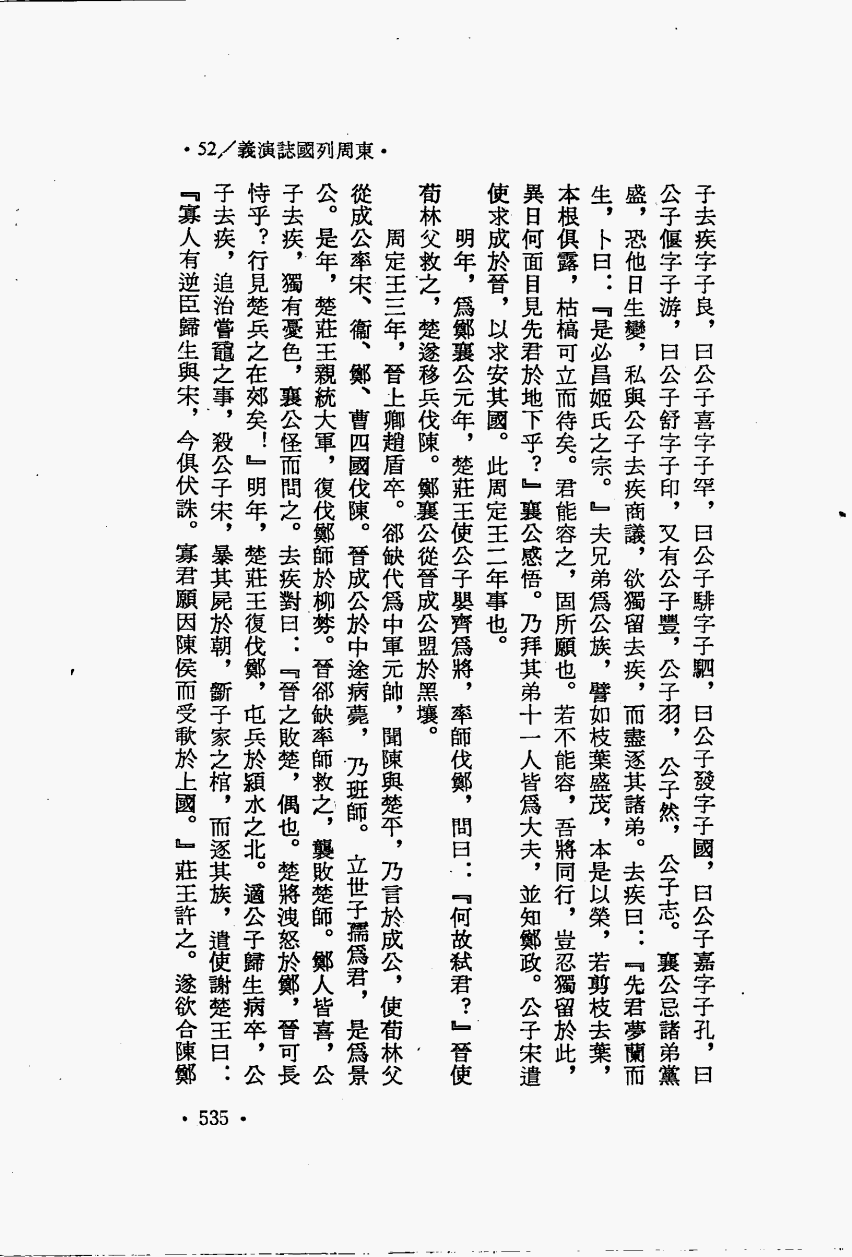 ·52／義演誌國列周東·
子去疾字子良，曰公子喜字子罕，曰公子騑字子駟，曰公子發字子國，曰公子嘉字子孔，曰
公子偃字子游，曰公子舒字子印，又有公子豐，公子羽，公子然，公子志。襄公忌諸弟黨
盛，恐他日生變，私與公子去疾商議，欲獨留去疾，而盡逐其諸弟。去疾曰：『先君夢蘭而
生，卜曰：『是必昌姬氏之宗。』夫兄弟爲公族，譬如枝葉盛茂，本是以榮，若剪枝去葉，
本根俱露，枯槁可立而待矣。君能容之，固所願也。若不能容，吾將同行，豈忍獨留於此，
異日何面目見先君於地下乎？』襄公感悟。乃拜其弟十一人皆爲大夫，並知鄭政。公子宋遣
使求成於晉，以求安其國。此周定王二年事也。
明年，爲鄭襄公元年，楚莊王使公子嬰齊爲將，率師伐鄭，問曰：『何故弑君？』晉使
荀林父救之，楚遂移兵伐陳。鄭襄公從晉成公盟於黑壤。
周定王三年，晉上卿趙盾卒。郤缺代爲中軍元帥，聞陳與楚平，乃言於成公，使荀林父
從成公率宋、衞、鄭、曹四國伐陳。晉成公於中途病薨，乃班師。立世子孺爲君，是爲景
公。是年，楚莊王親統大軍，復伐鄭師於柳棼。晉郤缺率師救之，襲敗楚師。鄭人皆喜，公
子去疾，獨有憂色，襄公怪而問之。去疾對曰：『晉之敗楚，偶也。楚將洩怒於鄭，晉可長
恃乎？行見楚兵之在郊矣！』明年，楚莊王復伐鄭，屯兵於潁水之北。適公子歸生病卒，公
子去疾，追治嘗黿之事，殺公子宋，暴其屍於朝，斵子家之棺，而逐其族，遣使謝楚王曰：
『寡人有逆臣歸生與宋，今俱伏誅。寡君願因陳侯而受歃於上國。』莊王許之。遂欲合陳鄭
·535·